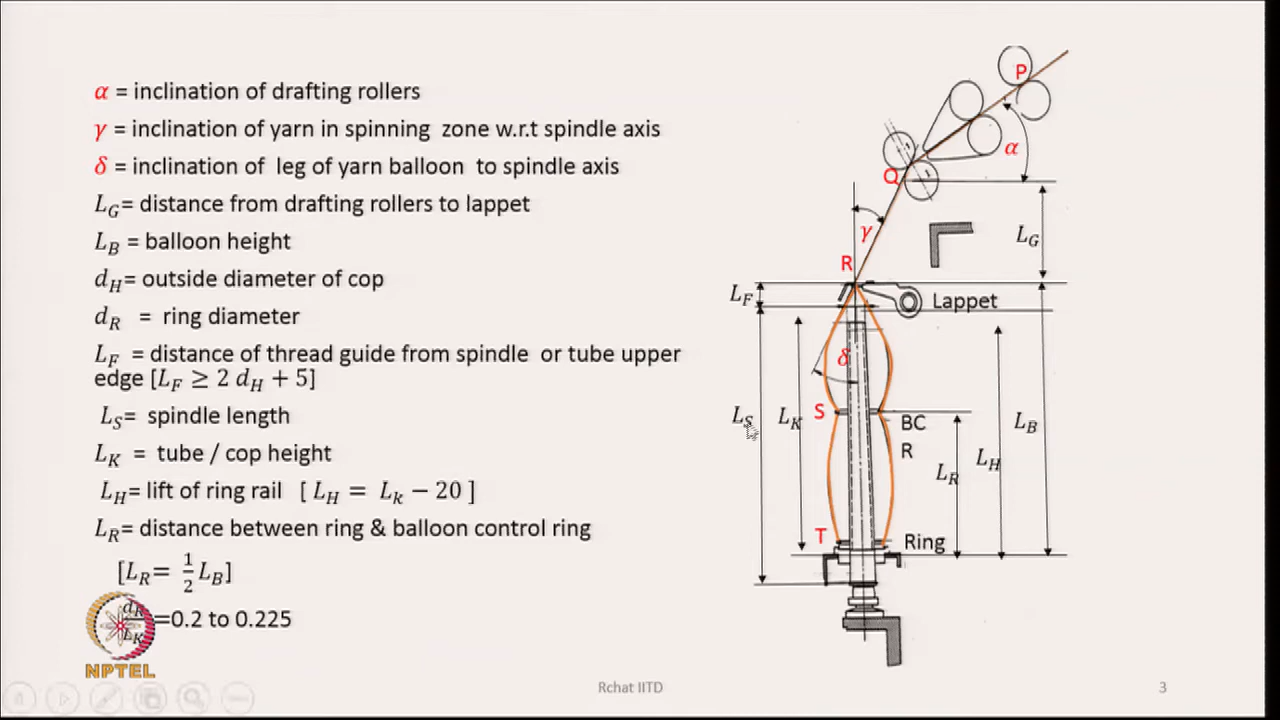 α = inclination of drafting rollers
γ = inclination of yarn in spinning zone w.r.t spindle axis
δ = inclination of leg of yarn balloon to spindle axis
L_G= distance from drafting rollers to lappet
L_B = balloon height
d_H= outside diameter of cop
d_R = ring diameter
L_F = distance of thread guide from spindle or tube upper
edge [L_F ≥ 2 d_H + 5]
L_S= spindle length
L_K = tube / cop height
L_H= lift of ring rail [ L_H = L_k − 20 ]
L_R= distance between ring & balloon control ring
[L_R= 1/2 L_B]
d_R/L_K=0.2 to 0.225
NPTEL
Rchat IITD
3
P
α
Q
γ
L_G
R
L_F
Lappet
δ
S
L_S
L_K
BC
R
L_R
L_H
L_B
T
Ring